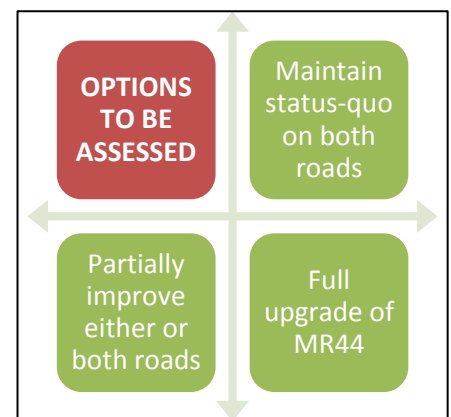 OPTIONS
TO BE
ASSESSED
Maintain
status-quo
on both
roads
Partially
improve
either or
both roads
Full
upgrade of
MR44